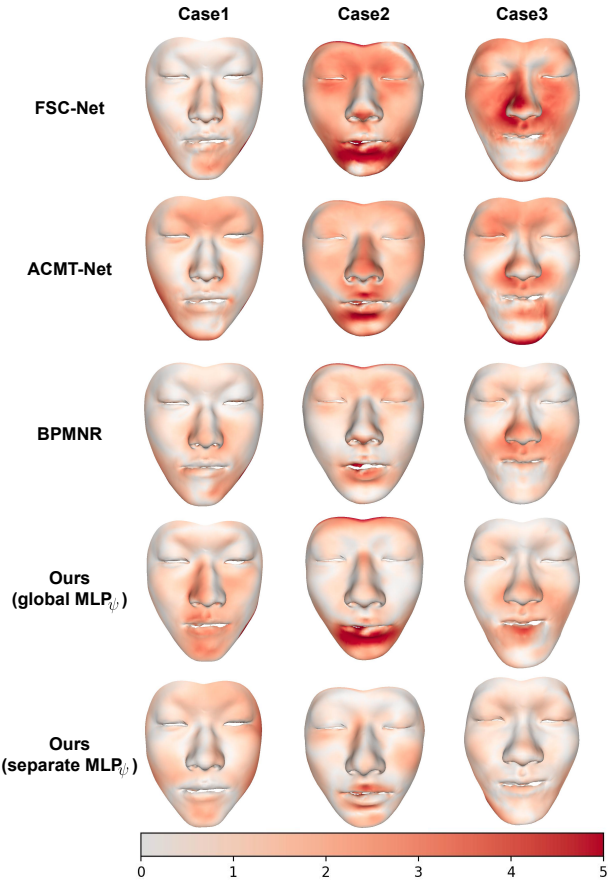 Case1 Case2 Case3
FSC-Net
ACMT-Net
BPMNR
Ours
(global MLPψ)
Ours
(separate MLPψ)
0 1 2 3 4 5